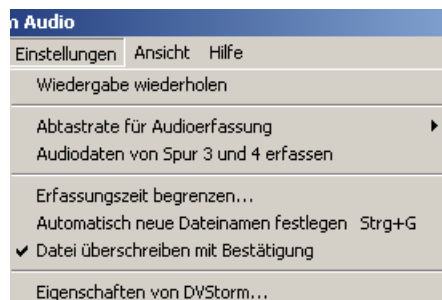 n Audio
Einstellungen Ansicht Hilfe
Wiedergabe wiederholen
Abtastrate für Audioerfassung
Audiodaten von Spur 3 und 4 erfassen
Erfassungszeit begrenzen...
Automatisch neue Dateinamen festlegen Strg+G
Datei überschreiben mit Bestätigung
Eigenschaften von DVStorm...